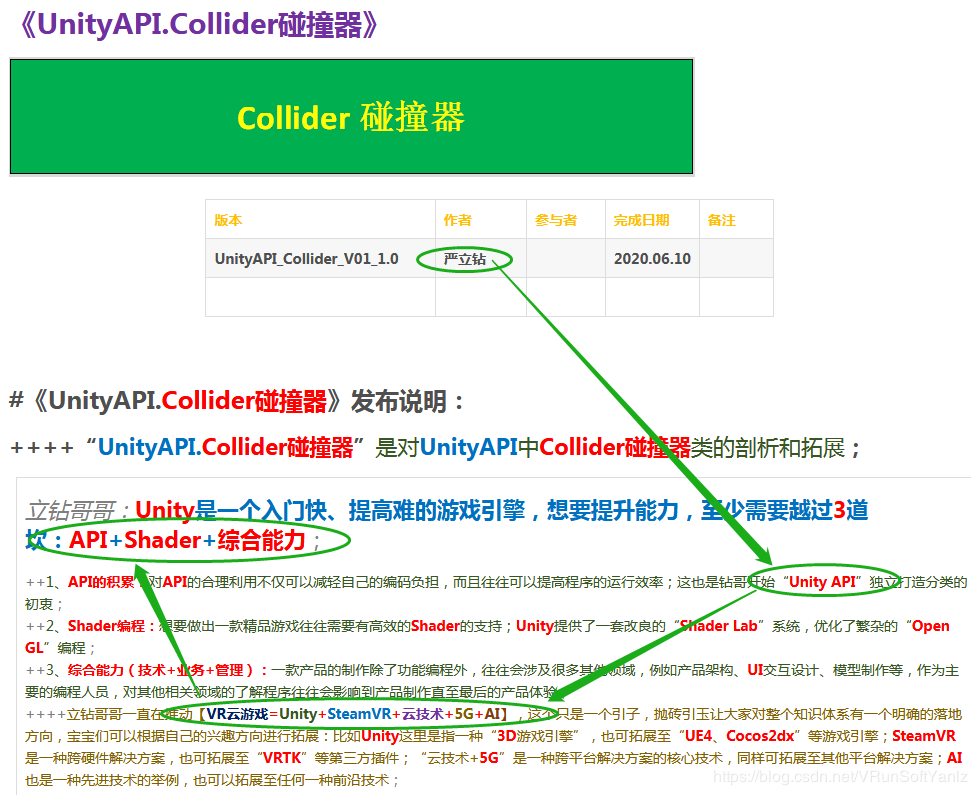 《UnityAPI.Collider碰撞器》
Collider 碰撞器
版本 作者 参与者 完成日期 备注
UnityAPI_Collider_V01_1.0 严立钻 2020.06.10
#《UnityAPI.Collider碰撞器》发布说明：
++++“UnityAPI.Collider碰撞器”是对UnityAPI中Collider碰撞器类的剖析和拓展；
立钻哥哥：Unity是一个入门快、提高难的游戏引擎，想要提升能力，至少需要越过3道
坎：API+Shader+综合能力；
++1、API的积累：对API的合理利用不仅可以减轻自己的编码负担，而且往往可以提高程序的运行效率；这也是钻哥开始“Unity API”独立打造分类的
初衷；
++2、Shader编程：想要做出一款精品游戏往往需要有高效的Shader的支持；Unity提供了一套改良的“Shader Lab”系统，优化了繁杂的“Open
GL”编程；
++3、综合能力（技术+业务+管理）：一款产品的制作除了功能编程外，往往会涉及很多其他领域，例如产品架构、UI交互设计、模型制作等，作为主
要的编程人员，对其他相关领域的了解程序往往会影响到产品制作直至最后的产品体验；
++++立钻哥哥一直在推动【VR云游戏=Unity+SteamVR+云技术+5G+AI】，这个只是一个引子，抛砖引玉让大家对整个知识体系有一个明确的落地
方向，宝宝们可以根据自己的兴趣方向进行拓展：比如Unity这里是指一种“3D游戏引擎”，也可拓展至“UE4、Cocos2dx”等游戏引擎；SteamVR
是一种跨硬件解决方案，也可拓展至“VRTK”等第三方插件；“云技术+5G”是一种跨平台解决方案的核心技术，同样可拓展至其他平台解决方案；AI
也是一种先进技术的举例，也可以拓展至任何一种前沿技术；
https://blog.csdn.net/VRunSoftYanlz